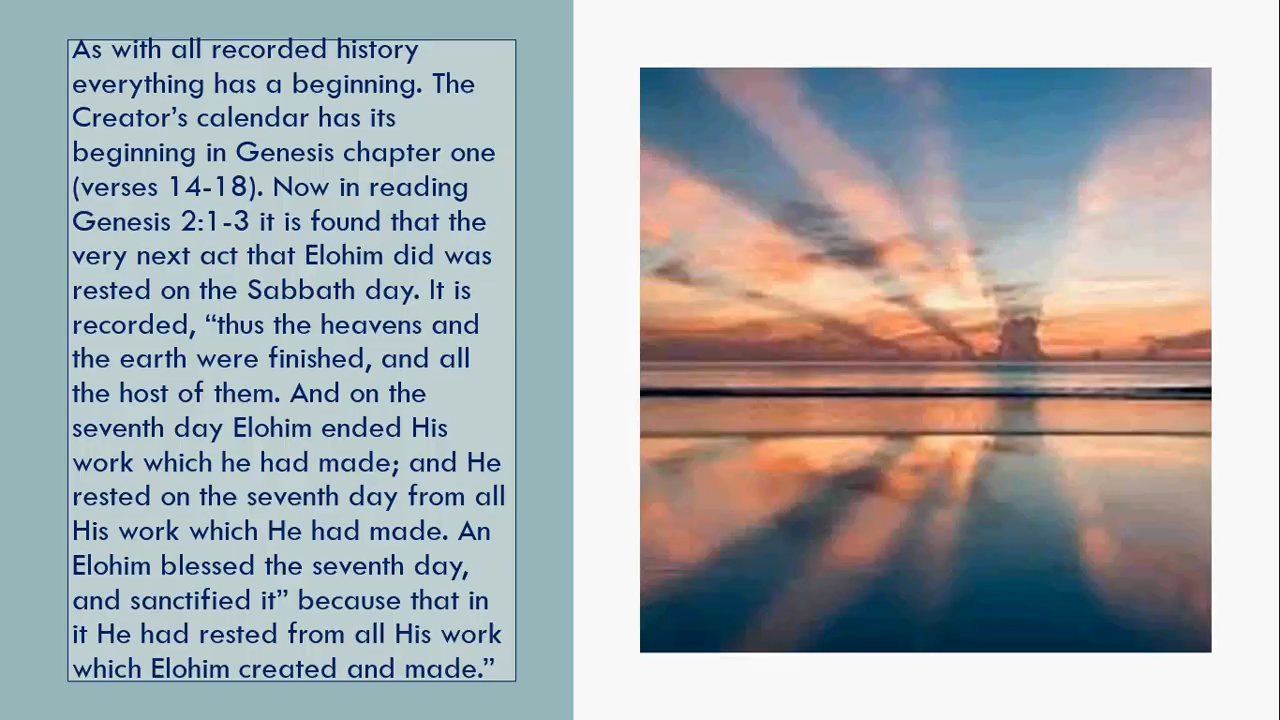 As with all recorded history
everything has a beginning. The
Creator’s calendar has its
beginning in Genesis chapter one
(verses 14-18). Now in reading
Genesis 2:1-3 it is found that the
very next act that Elohim did was
rested on the Sabbath day. It is
recorded, “thus the heavens and
the earth were finished, and all
the host of them. And on the
seventh day Elohim ended His
work which he had made; and He
rested on the seventh day from all
His work which He had made. An
Elohim blessed the seventh day,
and sanctified it” because that in
it He had rested from all His work
which Elohim created and made.”